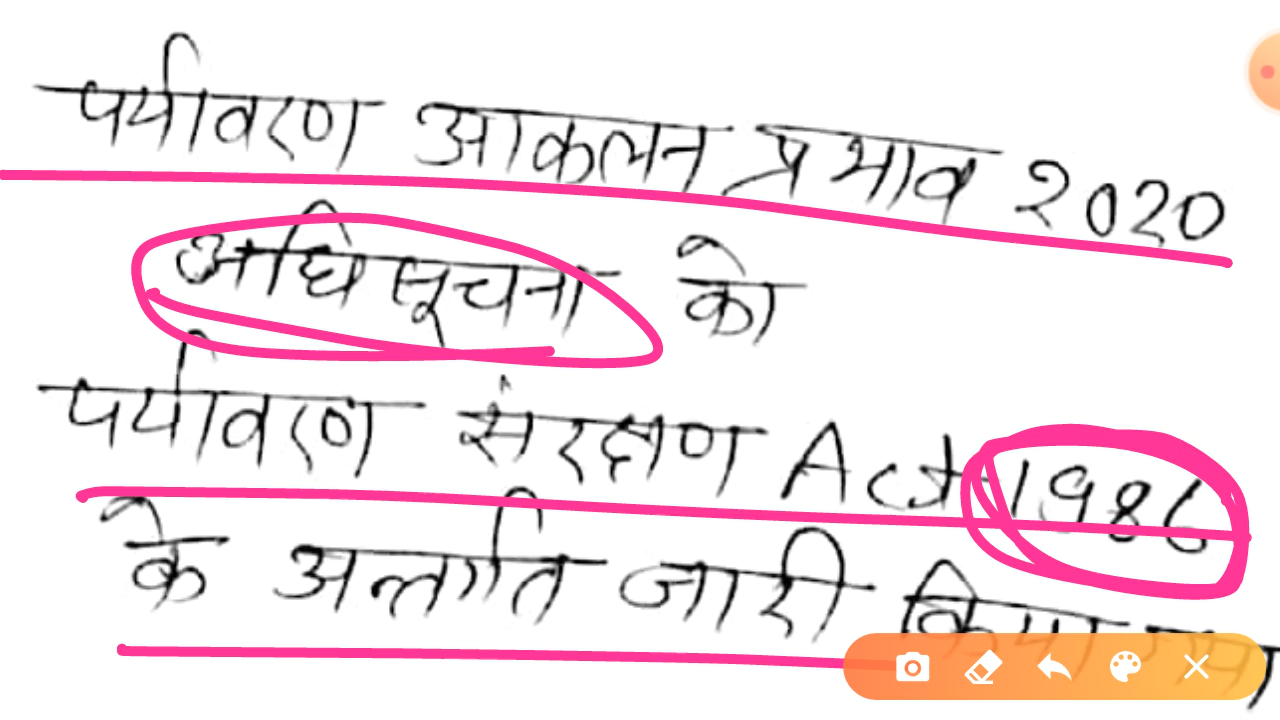 पर्यावरण आकलन प्रभाव 2020
अधिसूचना को
पर्यावरण संरक्षण Act-1986
के अन्तर्गत जारी किया